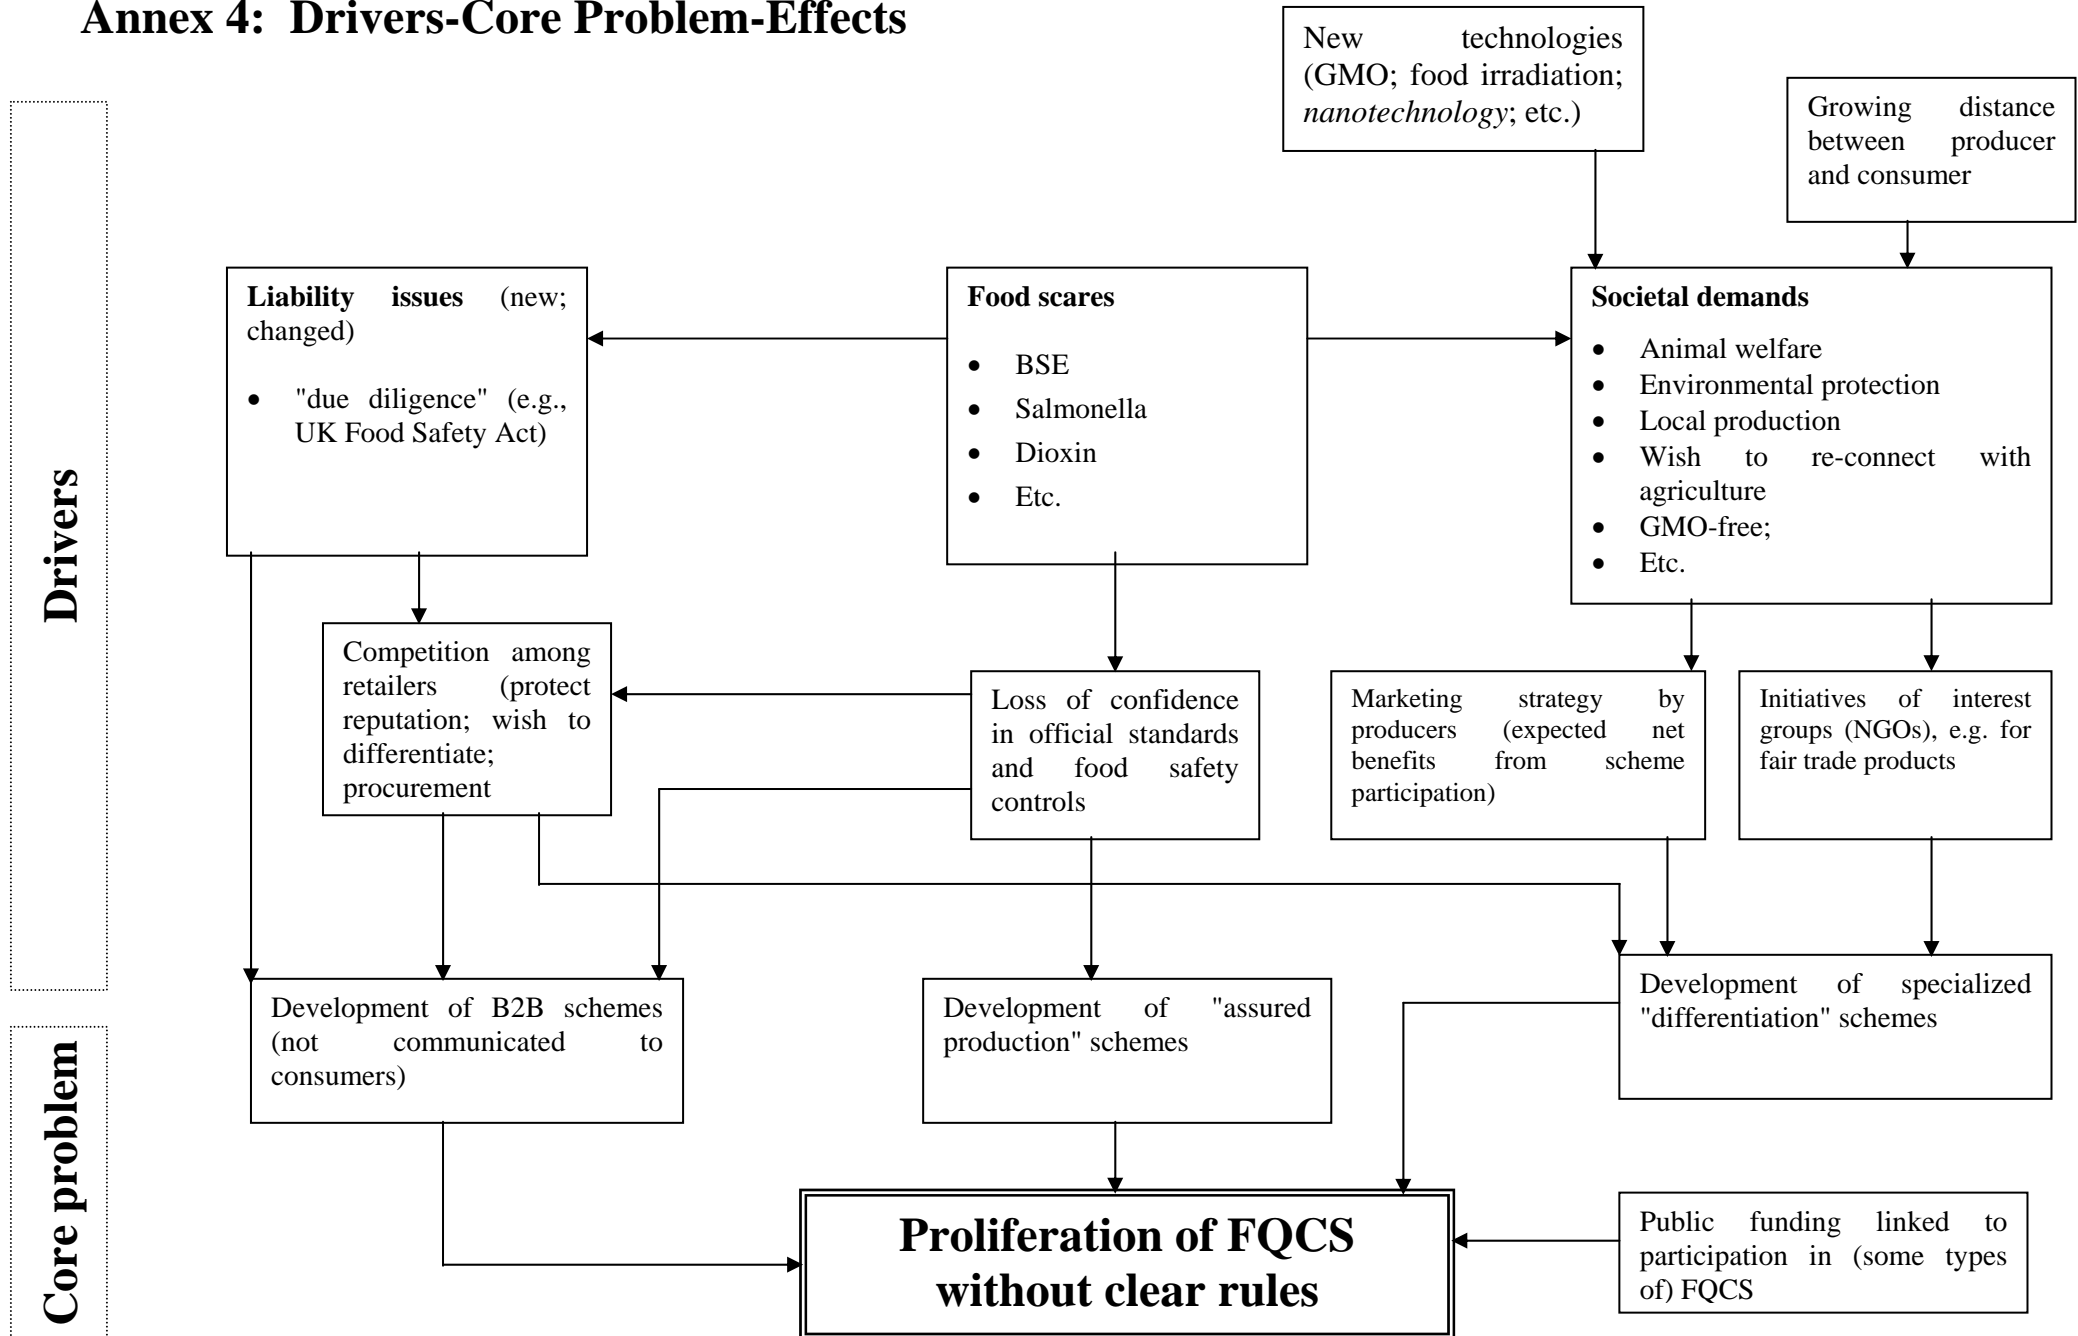 Annex 4: Drivers-Core Problem-Effects
New technologies
(GMO; food irradiation;
nanotechnology; etc.)
Growing distance
between producer
and consumer
Drivers
Liability issues (new;
changed)
• "due diligence" (e.g.,
UK Food Safety Act)
Food scares
• BSE
• Salmonella
• Dioxin
• Etc.
Societal demands
• Animal welfare
• Environmental protection
• Local production
• Wish to re-connect with
agriculture
• GMO-free;
• Etc.
Competition among
retailers (protect
reputation; wish to
differentiate;
procurement
Loss of confidence
in official standards
and food safety
controls
Marketing strategy by
producers (expected net
benefits from scheme
participation)
Initiatives of interest
groups (NGOs), e.g. for
fair trade products
Development of B2B schemes
(not communicated to
consumers)
Development of "assured
production" schemes
Development of specialized
"differentiation" schemes
Core problem
Proliferation of FQCS
without clear rules
Public funding linked to
participation in (some types
of) FQCS